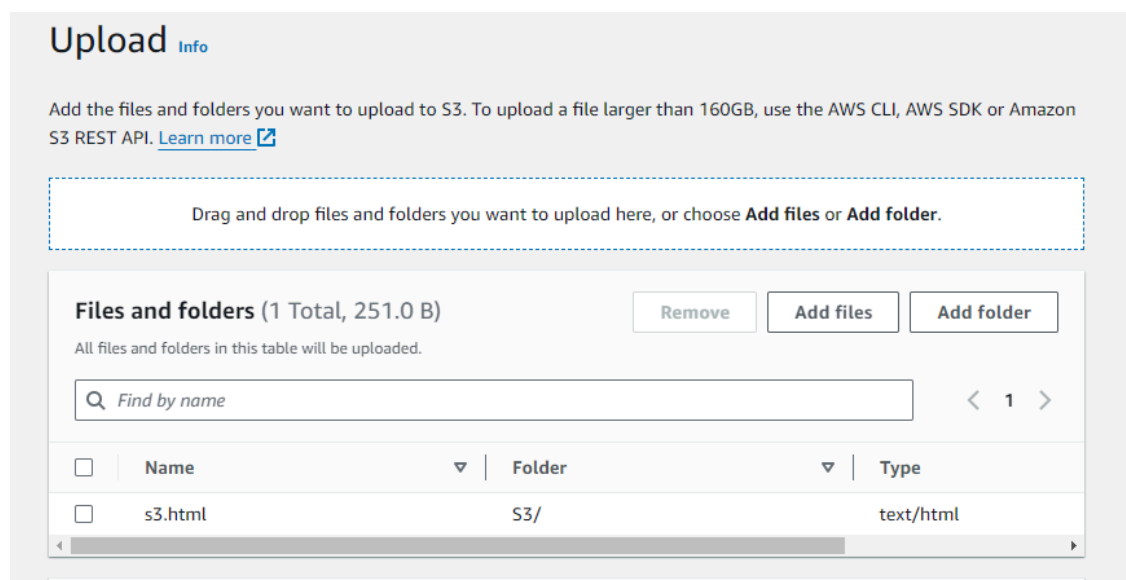 Upload Info
Add the files and folders you want to upload to S3. To upload a file larger than 160GB, use the AWS CLI, AWS SDK or Amazon
S3 REST API. Learn more
Drag and drop files and folders you want to upload here, or choose Add files or Add folder.
Files and folders (1 Total, 251.0 B)
Remove
Add files
Add folder
All files and folders in this table will be uploaded.
Find by name
1
Name Folder Type
s3.html S3/ text/html